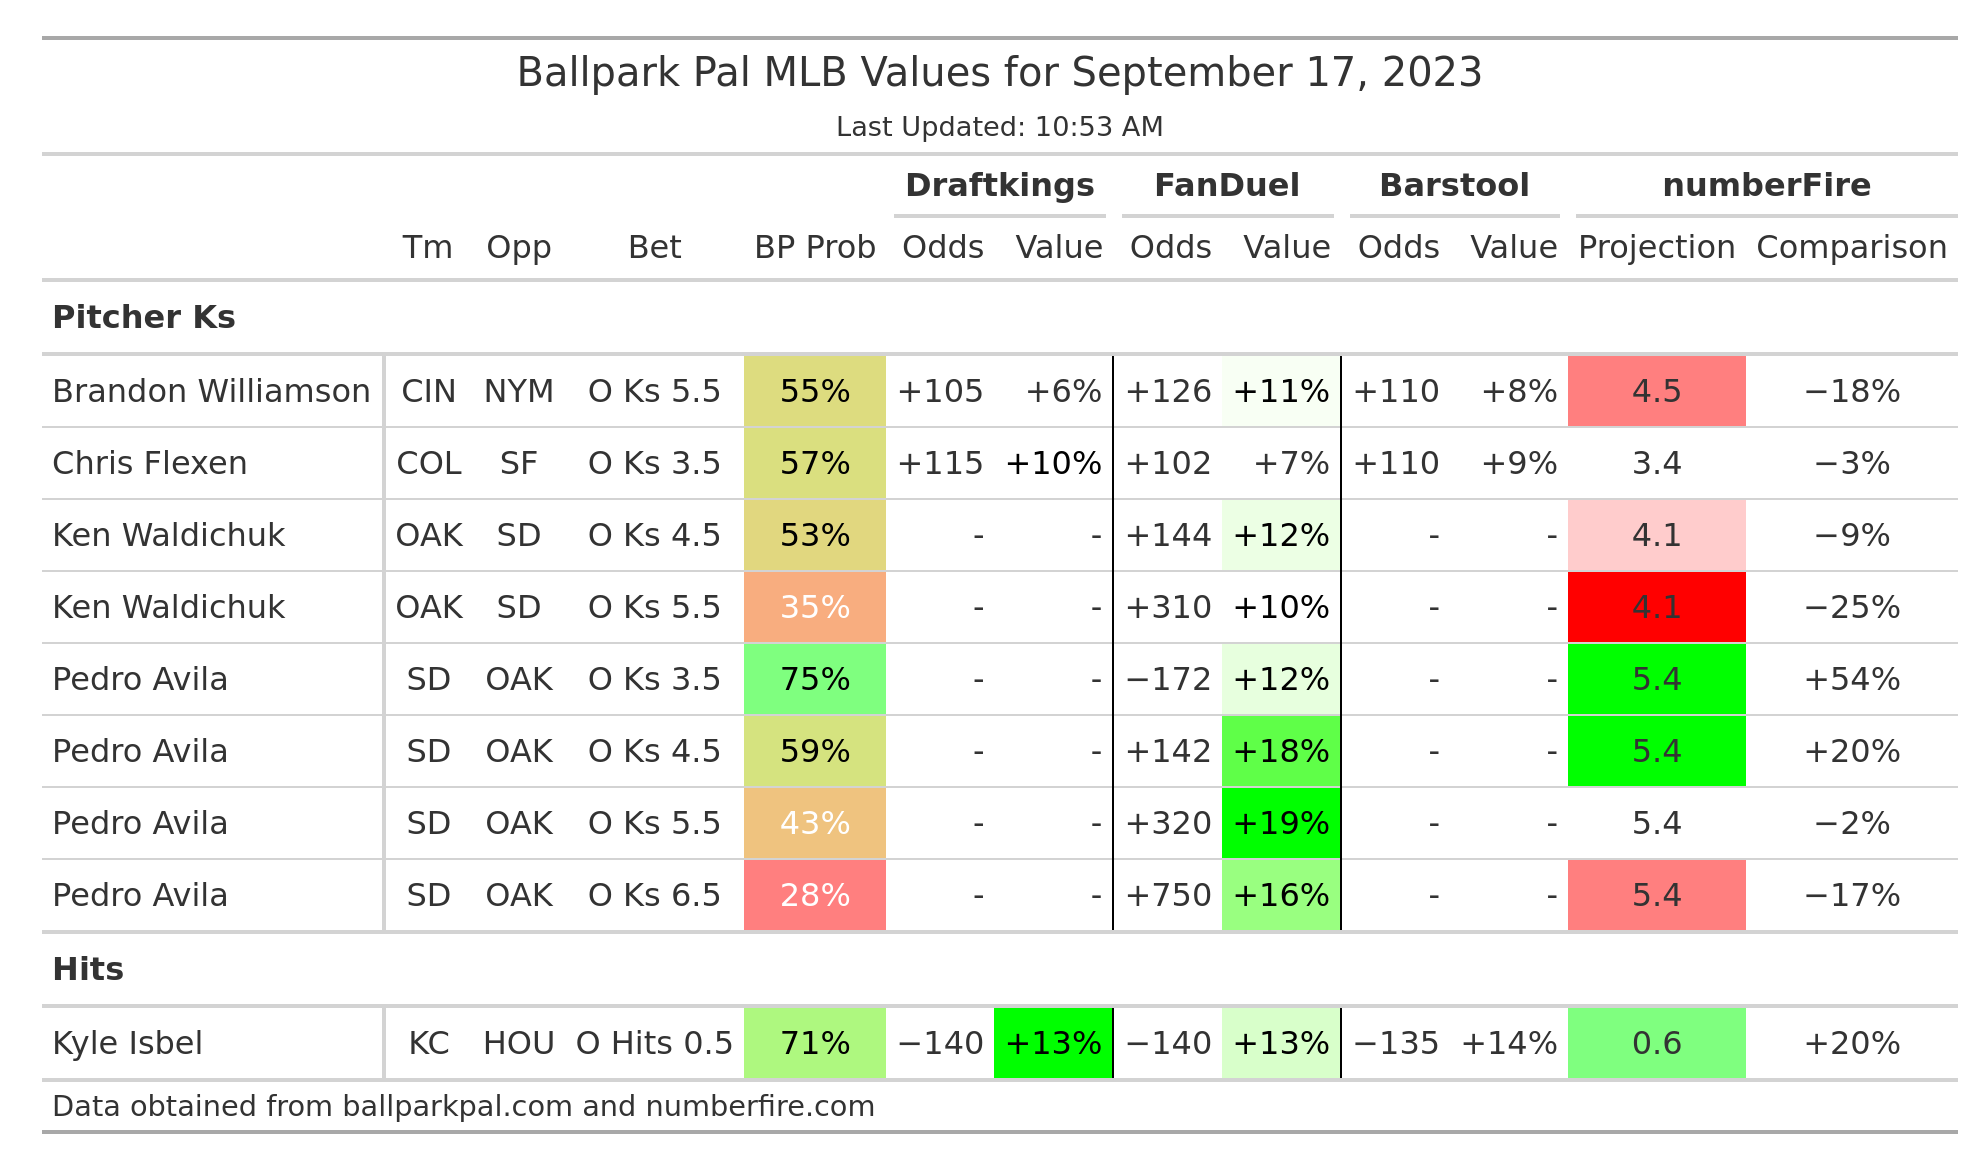 Ballpark Pal MLB Values for September 17, 2023
Last Updated: 10:53 AM
Draftkings FanDuel Barstool numberFire
Tm Opp Bet BP Prob Odds Value Odds Value Odds Value Projection Comparison
Pitcher Ks
Brandon Williamson CIN NYM O Ks 5.5 55% +105 +6% +126 +11% +110 +8% 4.5 −18%
Chris Flexen COL SF O Ks 3.5 57% +115 +10% +102 +7% +110 +9% 3.4 −3%
Ken Waldichuk OAK SD O Ks 4.5 53% - - +144 +12% - - 4.1 −9%
Ken Waldichuk OAK SD O Ks 5.5 35% - - +310 +10% - - 4.1 −25%
Pedro Avila SD OAK O Ks 3.5 75% - - −172 +12% - - 5.4 +54%
Pedro Avila SD OAK O Ks 4.5 59% - - +142 +18% - - 5.4 +20%
Pedro Avila SD OAK O Ks 5.5 43% - - +320 +19% - - 5.4 −2%
Pedro Avila SD OAK O Ks 6.5 28% - - +750 +16% - - 5.4 −17%
Hits
Kyle Isbel KC HOU O Hits 0.5 71% −140 +13% −140 +13% −135 +14% 0.6 +20%
Data obtained from ballparkpal.com and numberfire.com